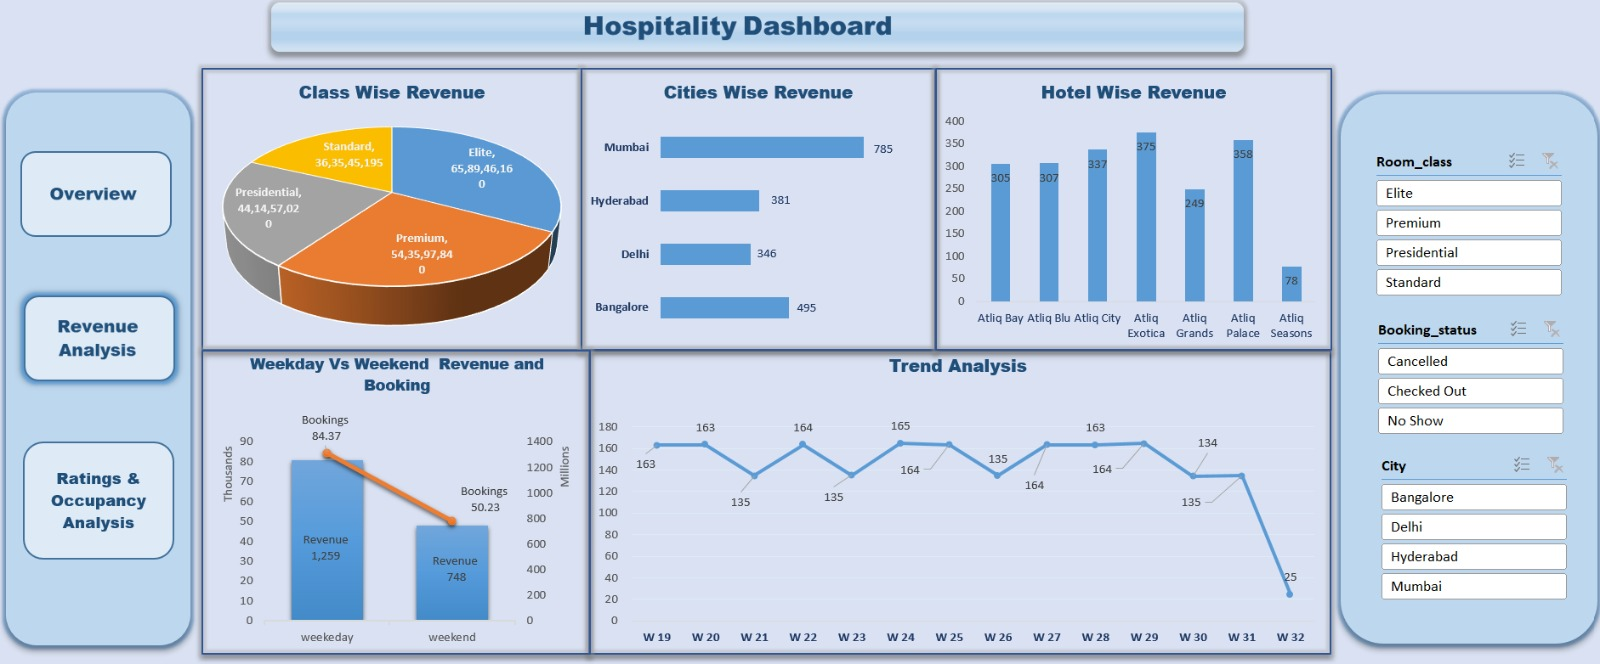 Hospitality Dashboard
Overview
Revenue
Analysis
Ratings &
Occupancy
Analysis
Class Wise Revenue
Standard,
36,35,45,195
Elite,
65,89,46,16
0
Presidential,
44,14,57,02
0
Premium,
54,35,97,84
0
Cities Wise Revenue
Mumbai 785
Hyderabad 381
Delhi 346
Bangalore 495
Hotel Wise Revenue
400
350
300
250
200
150
100
50
0
305 307 337 375 249 358 78
Atliq Bay Atliq Blu Atliq City Atliq Exotica Atliq Grands Atliq Palace Atliq Seasons
Weekday Vs Weekend Revenue and
Booking
Thousands
90
80
70
60
50
40
30
20
10
0
Bookings
84.37
Bookings
50.23
Revenue
1,259
Revenue
748
weekeday weekend
1400
1200
1000
800
600
400
200
0
Millions
Trend Analysis
180
160
140
120
100
80
60
40
20
0
163 163 135 164 135 165 164 135 164 163 164 134 135 25
W 19 W 20 W 21 W 22 W 23 W 24 W 25 W 26 W 27 W 28 W 29 W 30 W 31 W 32
Room_class
Elite
Premium
Presidential
Standard
Booking_status
Cancelled
Checked Out
No Show
City
Bangalore
Delhi
Hyderabad
Mumbai